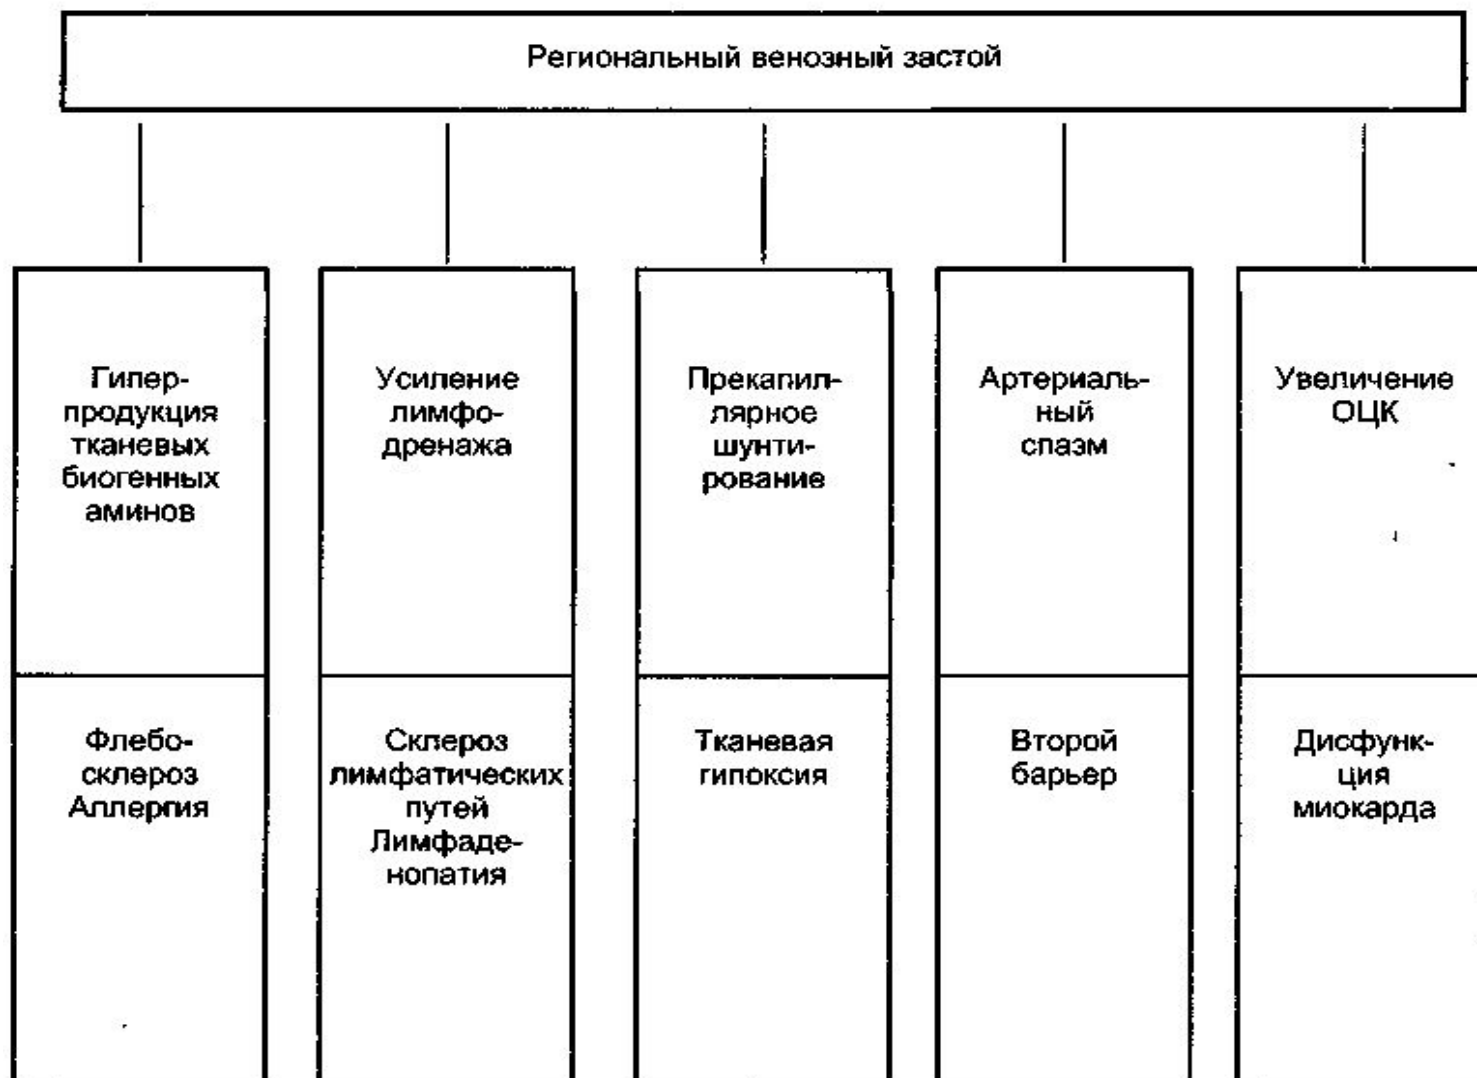 Региональный венозный застой
Гипер-
продукция
тканевых
биогенных
аминов
Усиление
лимфо-
дренажа
Прекапил-
лярное
шунти-
рование
Артериаль-
ный
спазм
Увеличение
ОЦК
Флебо-
склероз
Аллергия
Склероз
лимфатических
путей
Лимфаде-
нопатия
Тканевая
гипоксия
Второй
барьер
Дисфунк-
ция
миокарда